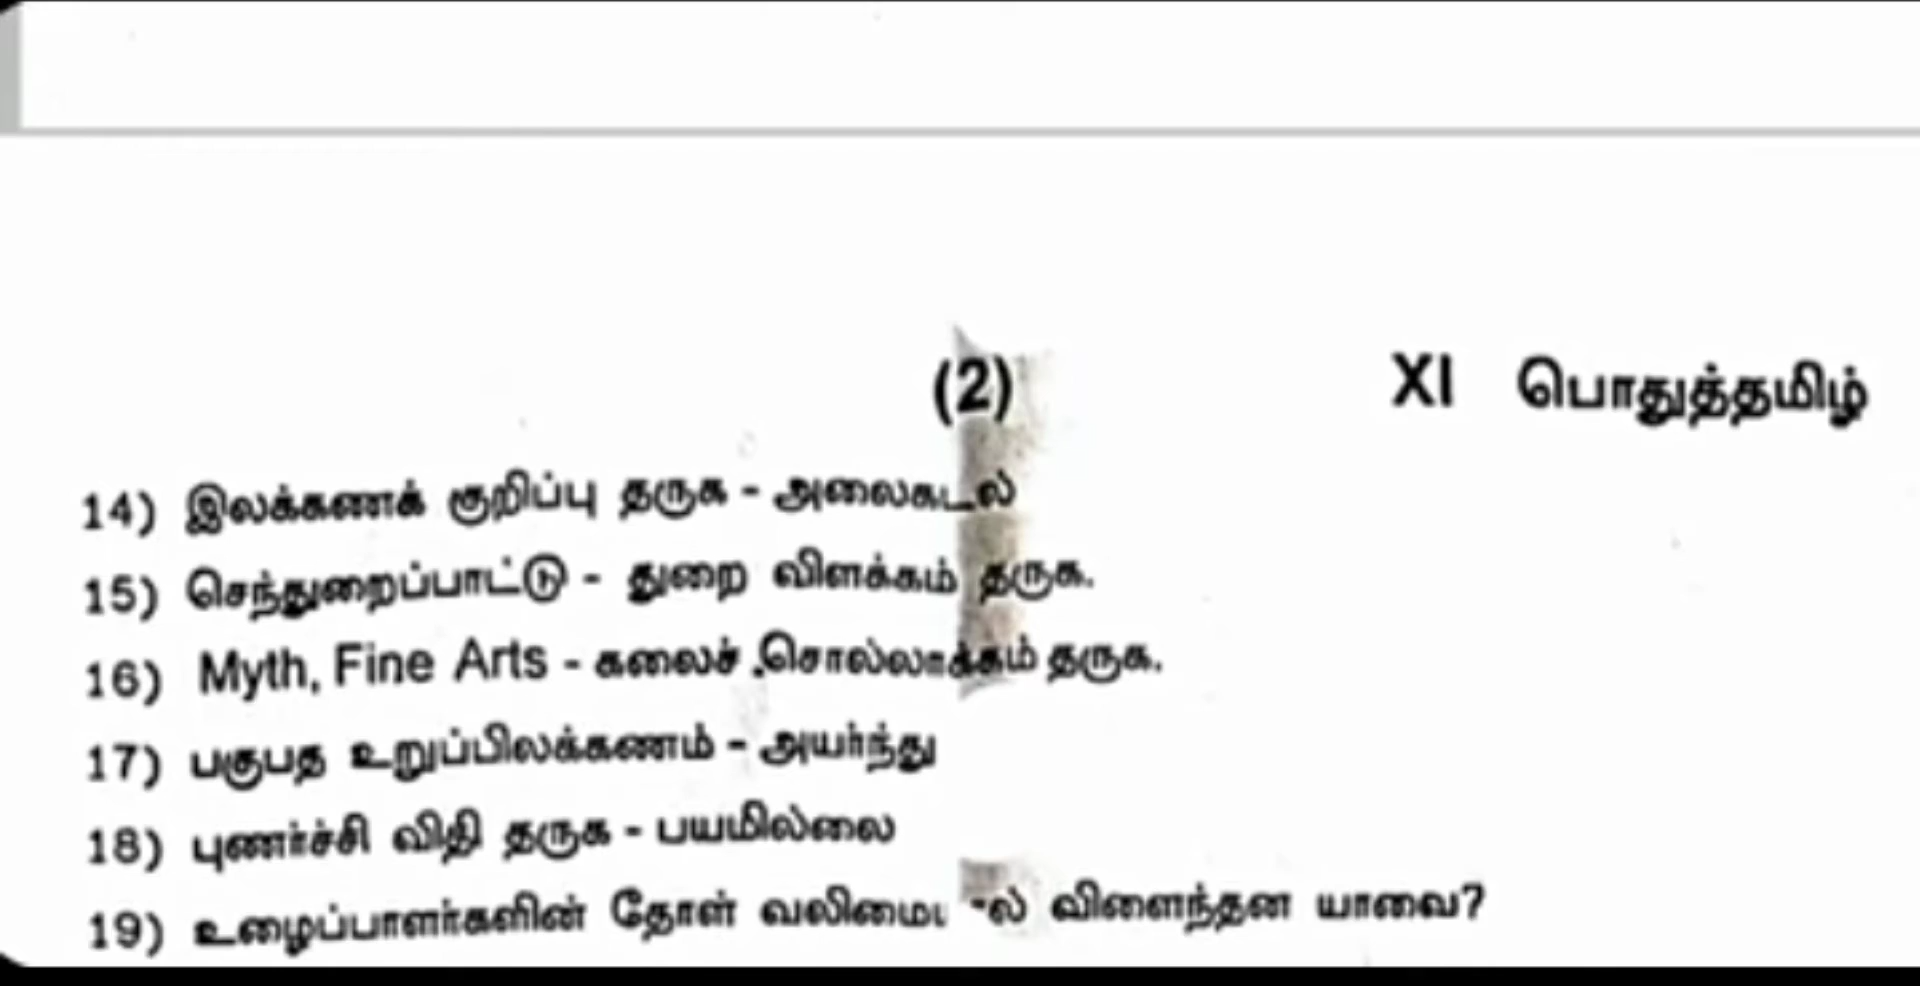 (2)
XI பொதுத்தமிழ்
14) இலக்கணக் குறிப்பு தருக - அலைகடல்
15) செந்துறைப்பாட்டு - துறை விளக்கம் தருக.
16) Myth, Fine Arts - கலைச் சொல்லாக்கம் தருக.
17) பகுபத உறுப்பிலக்கணம் - அயர்ந்து
18) புணர்ச்சி விதி தருக - பயமில்லை
19) உழைப்பாளர்களின் தோள் விளைந்தன யாவை?